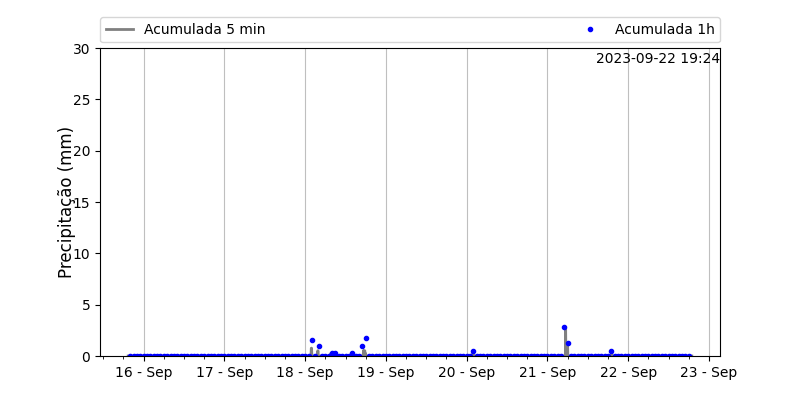 Acumulada 5 min
Acumulada 1h
2023-09-22 19:24
Precipitação (mm)
30
25
20
15
10
5
0
16 - Sep
17 - Sep
18 - Sep
19 - Sep
20 - Sep
21 - Sep
22 - Sep
23 - Sep